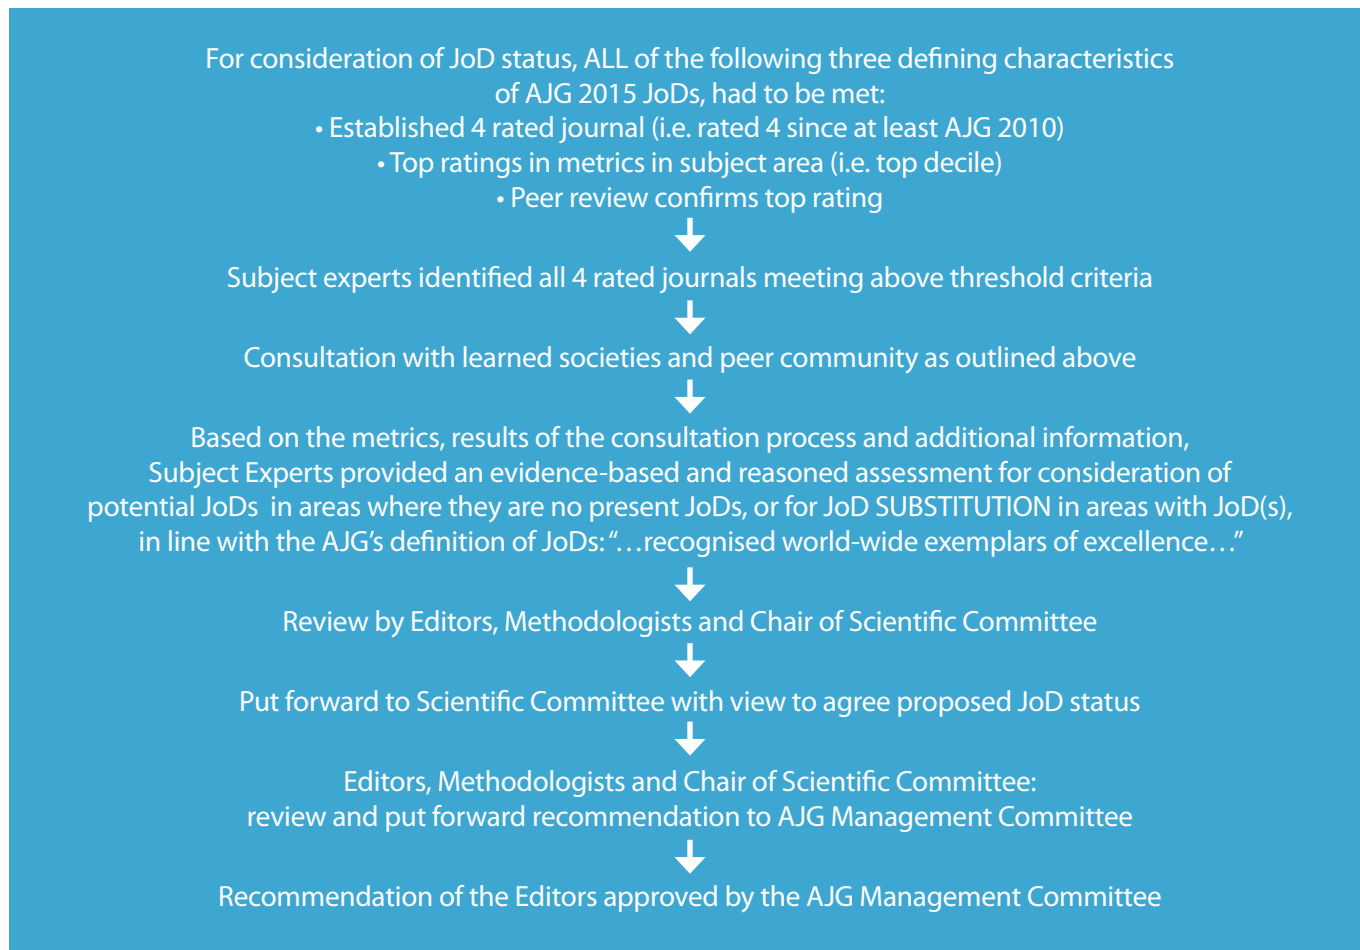 For consideration of JoD status, ALL of the following three defining characteristics
of AJG 2015 JoDs, had to be met:
• Established 4 rated journal (i.e. rated 4 since at least AJG 2010)
• Top ratings in metrics in subject area (i.e. top decile)
• Peer review confirms top rating
Subject experts identified all 4 rated journals meeting above threshold criteria
Consultation with learned societies and peer community as outlined above
Based on the metrics, results of the consultation process and additional information,
Subject Experts provided an evidence-based and reasoned assessment for consideration of
potential JoDs  in areas where they are no present JoDs, or for JoD SUBSTITUTION in areas with JoD(s),
in line with the AJG’s definition of JoDs: “…recognised world-wide exemplars of excellence…”
Review by Editors, Methodologists and Chair of Scientific Committee
Put forward to Scientific Committee with view to agree proposed JoD status
Editors, Methodologists and Chair of Scientific Committee:
review and put forward recommendation to AJG Management Committee
Recommendation of the Editors approved by the AJG Management Committee